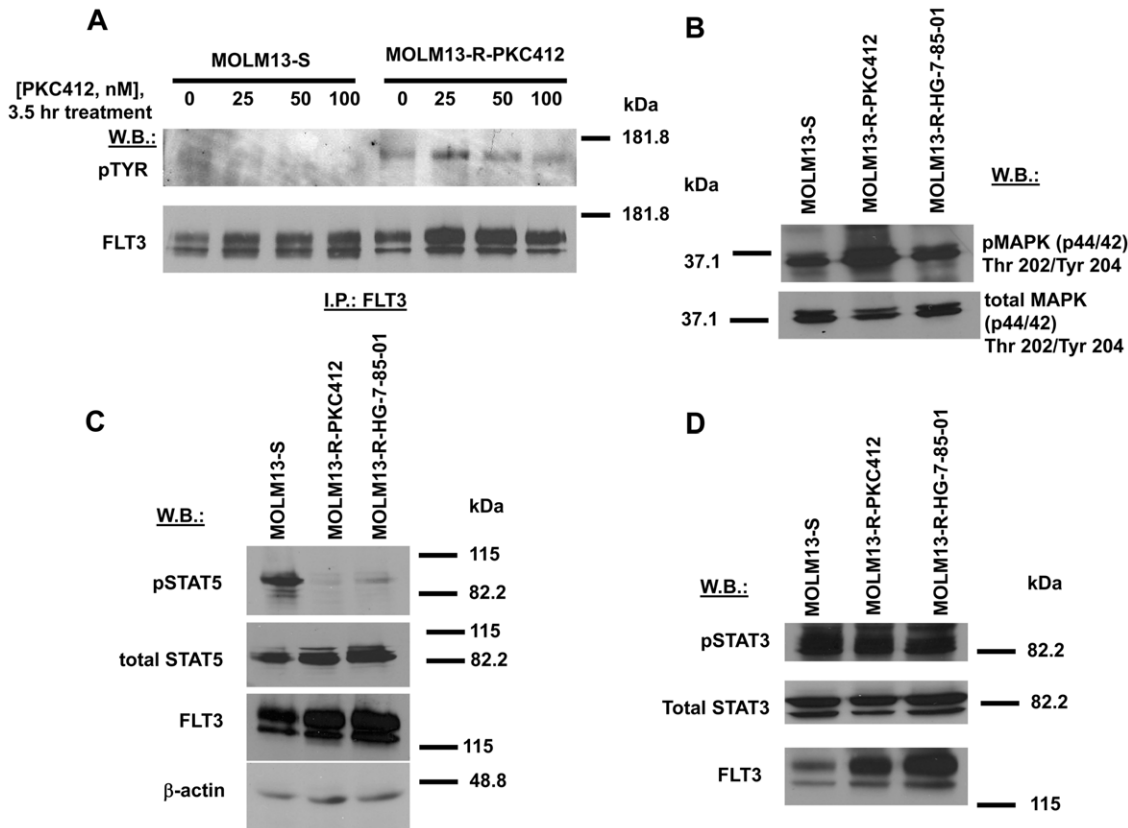 A
MOLM13-S
MOLM13-R-PKC412
[PKC412, nM],
3.5 hr treatment
0 25 50 100 0 25 50 100
kDa
W.B.:
pTYR
181.8
FLT3
181.8
I.P.: FLT3
B
MOLM13-S
MOLM13-R-PKC412
MOLM13-R-HG-7-85-01
kDa
W.B.:
37.1
pMAPK (p44/42)
Thr 202/Tyr 204
37.1
total MAPK
(p44/42)
Thr 202/Tyr 204
C
MOLM13-S
MOLM13-R-PKC412
MOLM13-R-HG-7-85-01
W.B.:
kDa
pSTAT5
115
82.2
total STAT5
115
82.2
FLT3
115
β-actin
48.8
D
MOLM13-S
MOLM13-R-PKC412
MOLM13-R-HG-7-85-01
W.B.:
kDa
pSTAT3
82.2
Total STAT3
82.2
FLT3
115